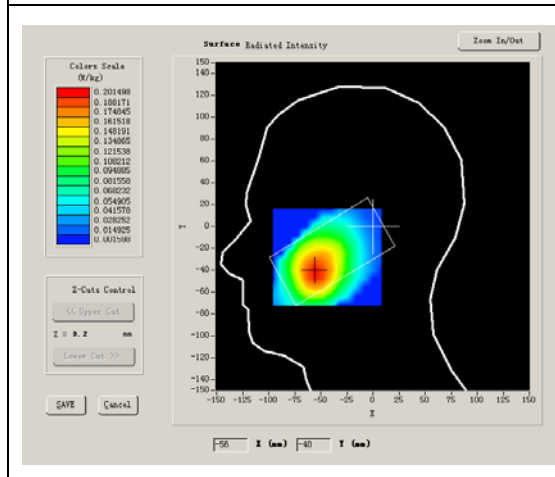 Surface Radiated Intensity
Zoom In/Out
Colors Scale
(W/kg)
0.201498
0.188171
0.174845
0.161518
0.148191
0.134865
0.121538
0.108212
0.094885
0.081558
0.068232
0.054905
0.041578
0.028252
0.014925
0.001598
150
140
120
100
80
60
40
20
0
-20
-40
-60
-80
-100
-120
-140
-150
Y
-150 -125 -100 -75 -50 -25 0 25 50 75 100 125 150
X
Z-Cuts Control
<< Upper Cut
Z = 0.2 mm
Lower Cut >>
SAVE Cancel
-56 X (mm) -40 Y (mm)